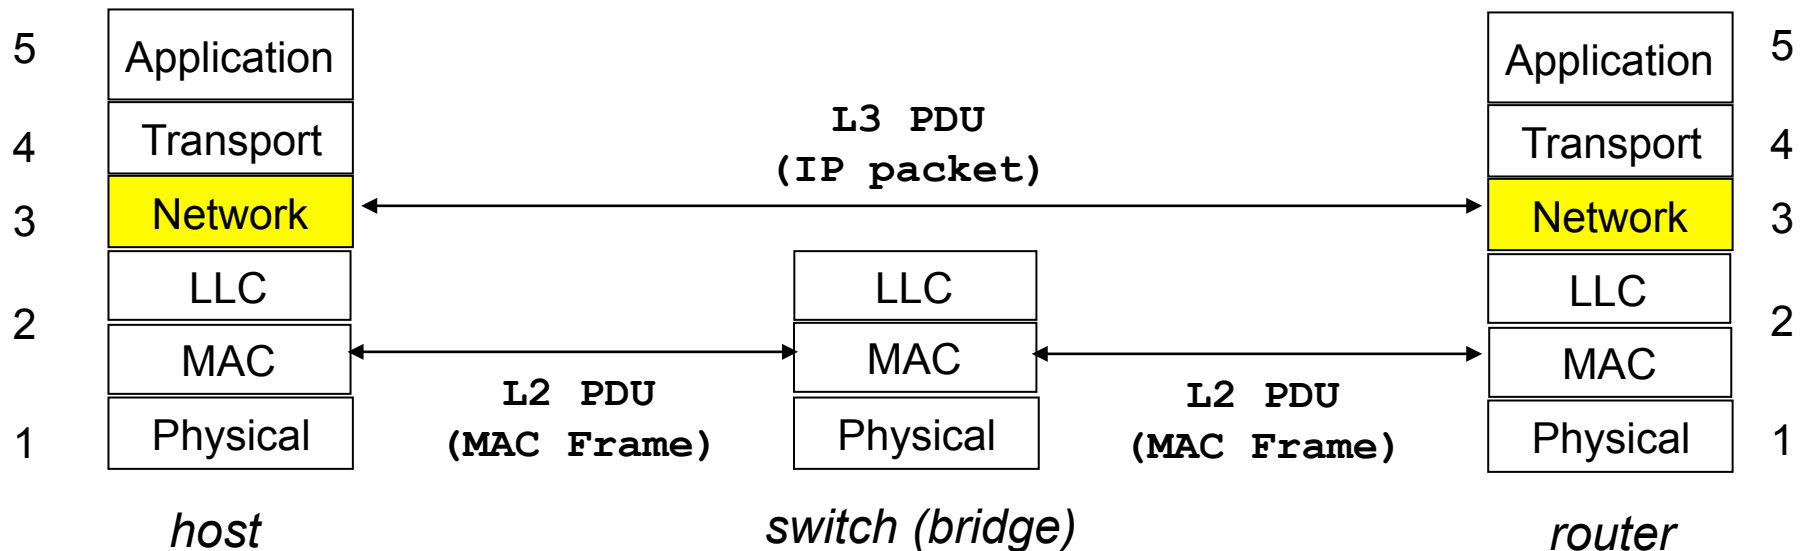 5 Application Application 5
L3 PDU
4 Transport Transport 4
(IP packet)
3 Network Network 3
LLC LLC LLC
2 2
MAC MAC MAC
L2 PDU L2 PDU
(MAC Frame) (MAC Frame)
1 Physical Physical Physical 1
host switch (bridge) router